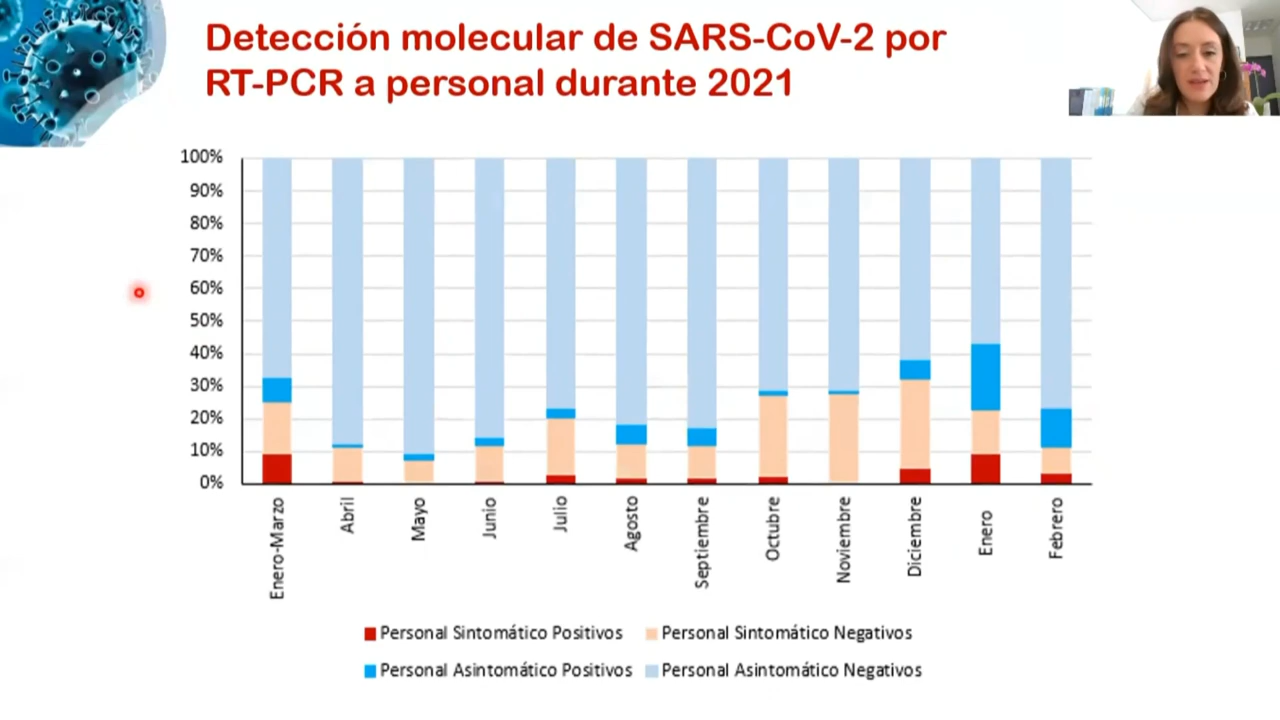 Detección molecular de SARS-CoV-2 por
RT-PCR a personal durante 2021
100%
90%
80%
70%
60%
50%
40%
30%
20%
10%
0%
Enero-Marzo
Abril
Mayo
Junio
Julio
Agosto
Septiembre
Octubre
Noviembre
Diciembre
Enero
Febrero
Personal Sintomático Positivos
Personal Sintomático Negativos
Personal Asintomático Positivos
Personal Asintomático Negativos